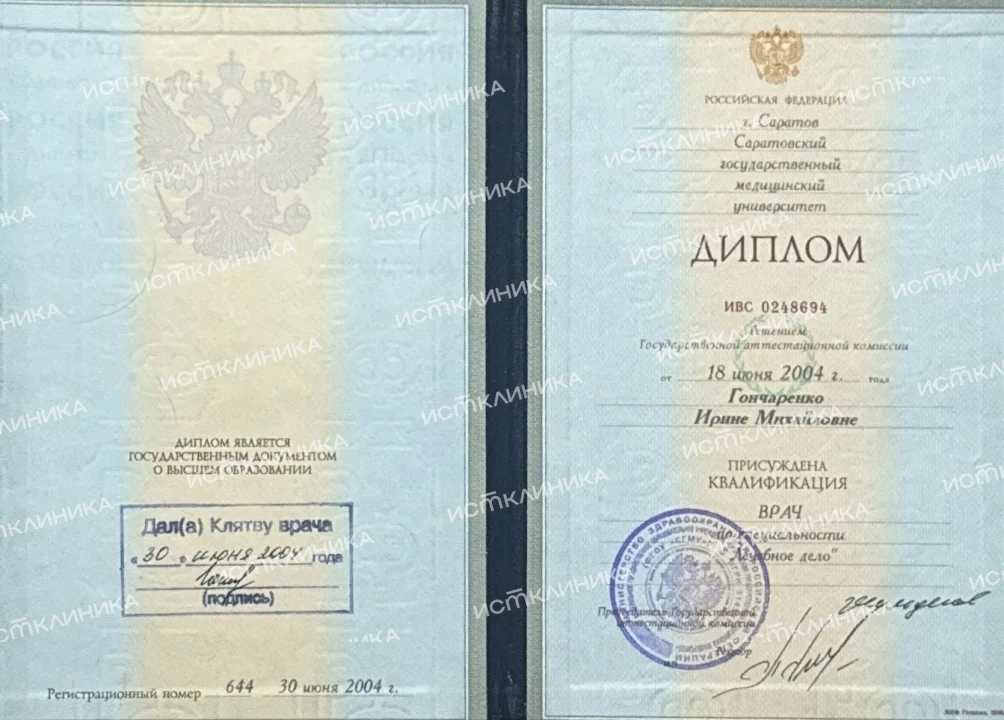 ДИПЛОМ ЯВЛЯЕТСЯ
ГОСУДАРСТВЕННЫМ ДОКУМЕНТОМ
О ВЫСШЕМ ОБРАЗОВАНИИ
Дал(а) Клятву врача
«30» июня 2004 года
(подпись)
Регистрационный номер 644 30 июня 2004 г.
РОССИЙСКАЯ ФЕДЕРАЦИЯ
г. Саратов
Саратовский
государственный
медицинский
университет
ДИПЛОМ
ИВС 0248694
Решением
Государственной аттестационной комиссии
от 18 июня 2004 г. года
Гончаренко
Ирине Михайловне
ПРИСУЖДЕНА
КВАЛИФИКАЦИЯ
ВРАЧ
по специальности
"Лечебное дело"
Председатель Государственной
аттестационной комиссии
Ректор
ИСТКЛИНИКА